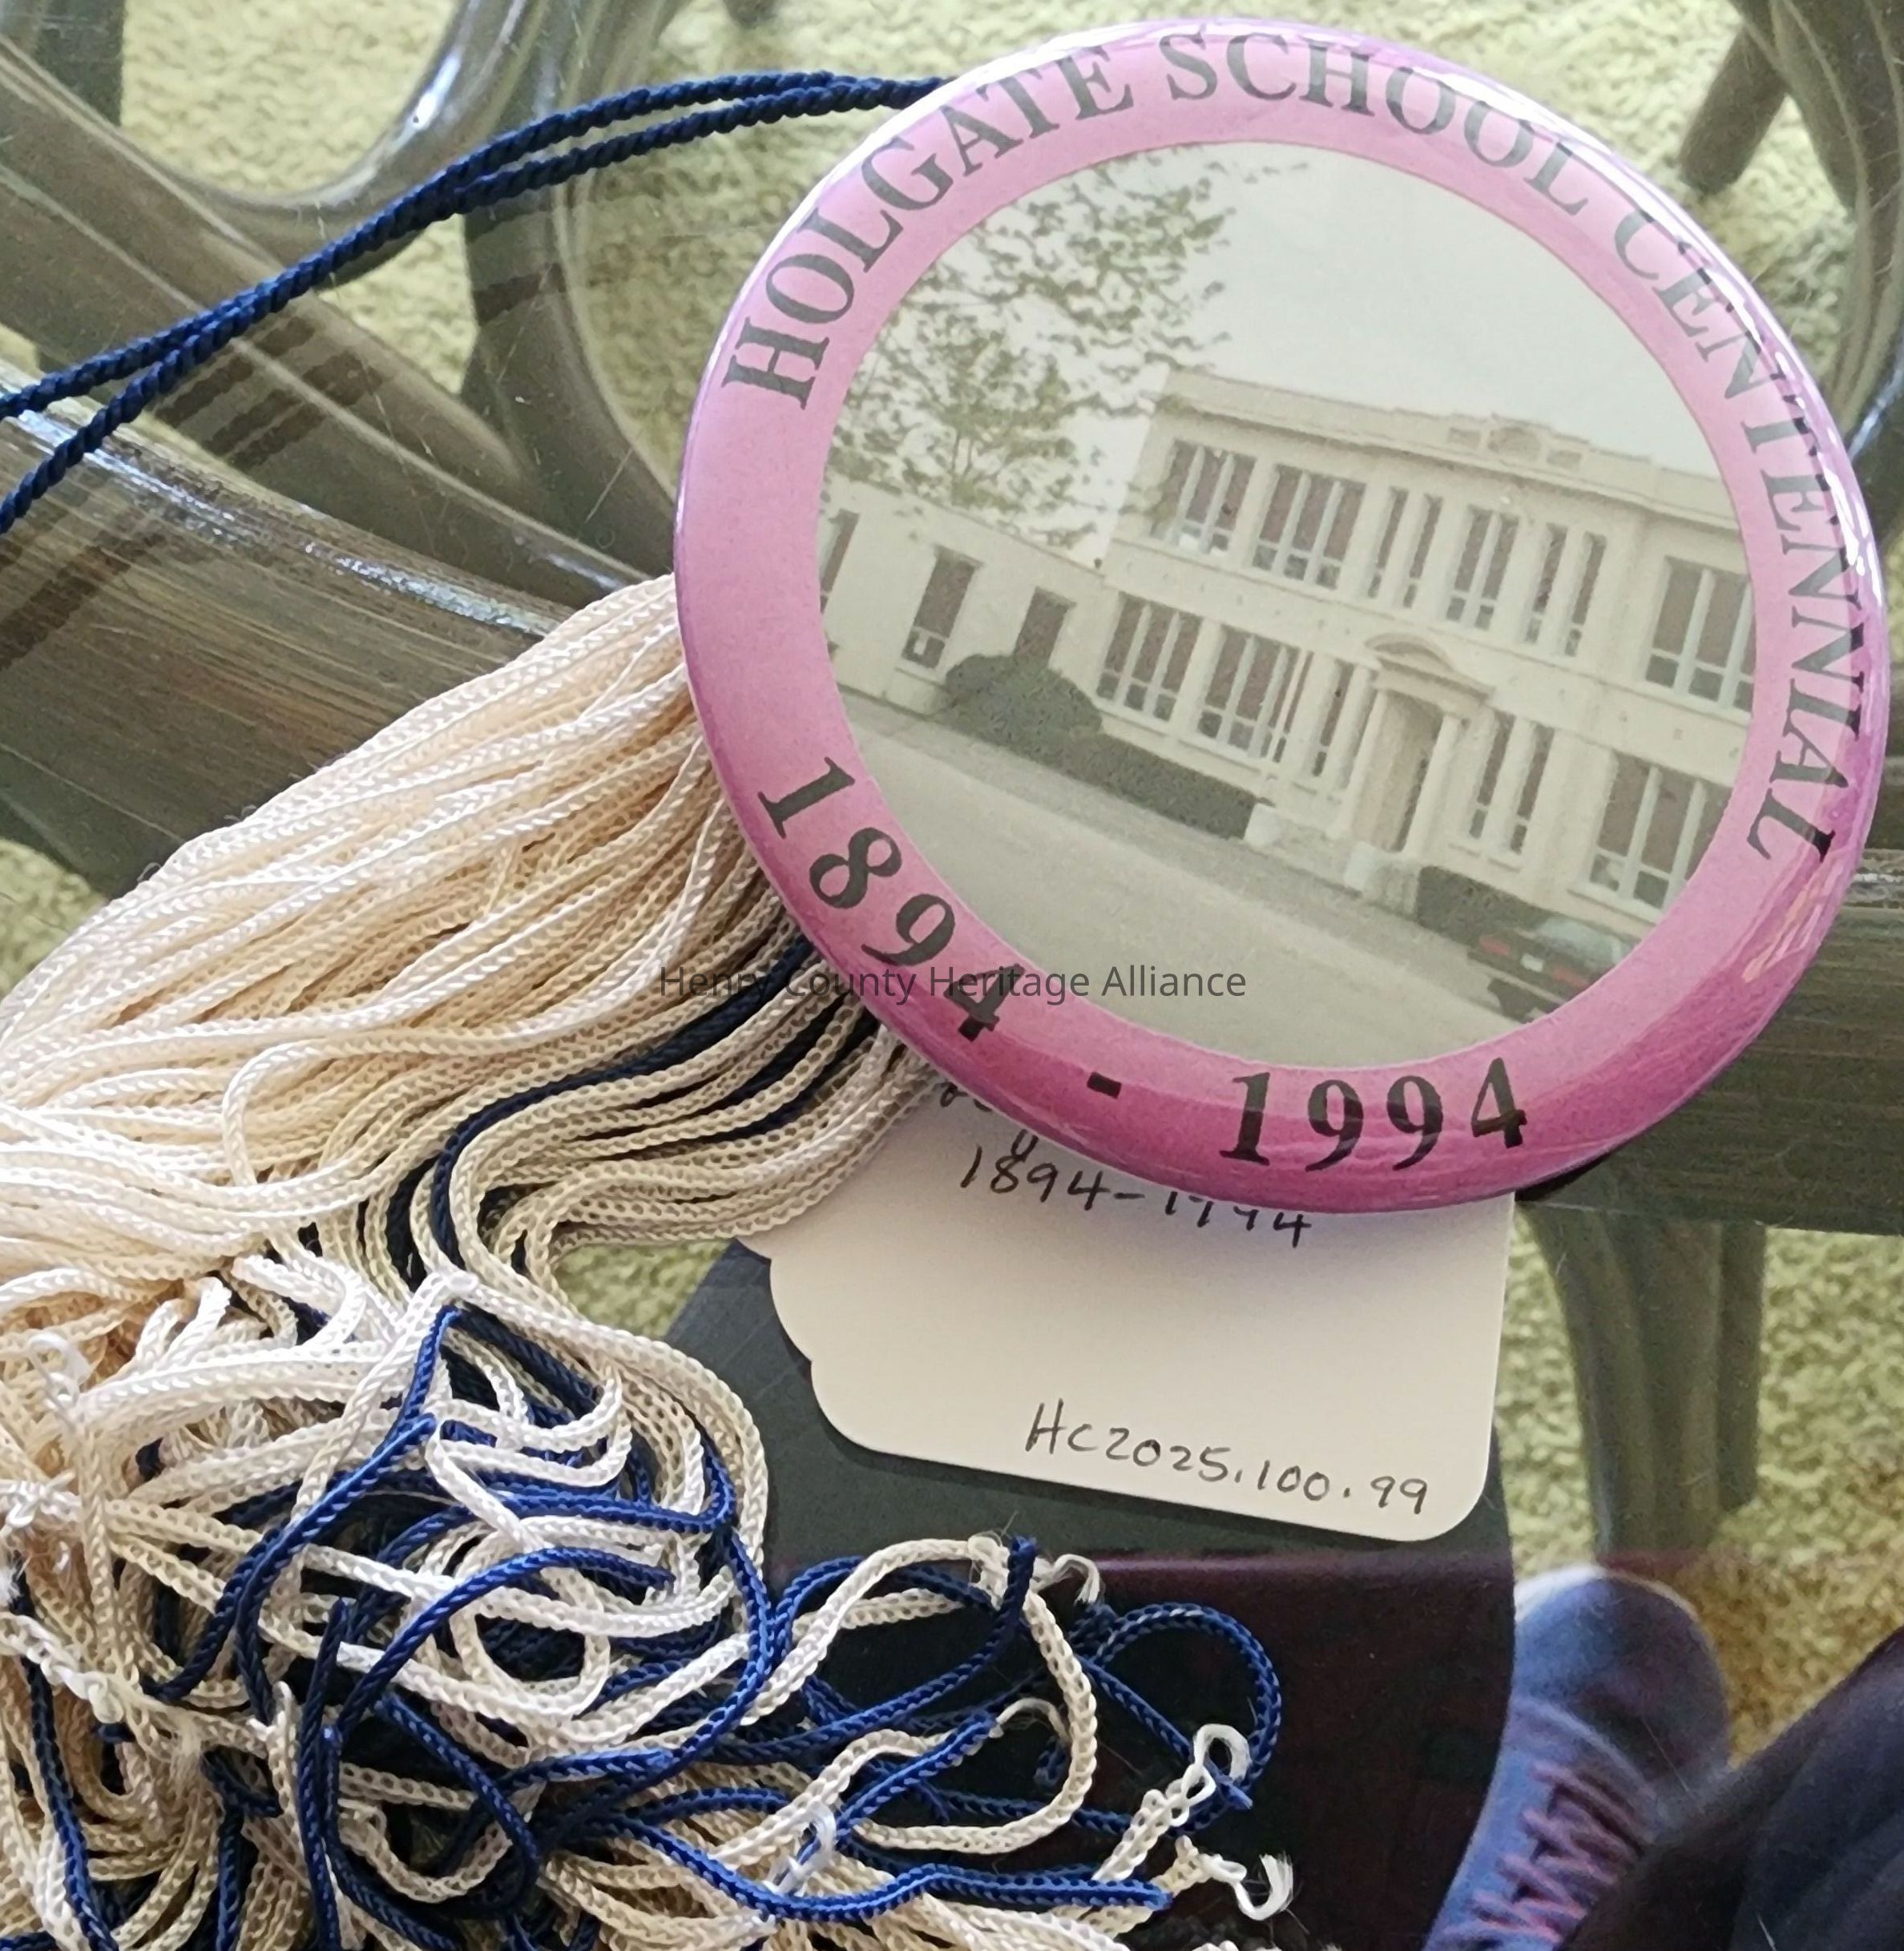 HOLGATE SCHOOL CENTENNIAL
1894 - 1994
Henry County Heritage Alliance
1894-1994
HC2025.100.99